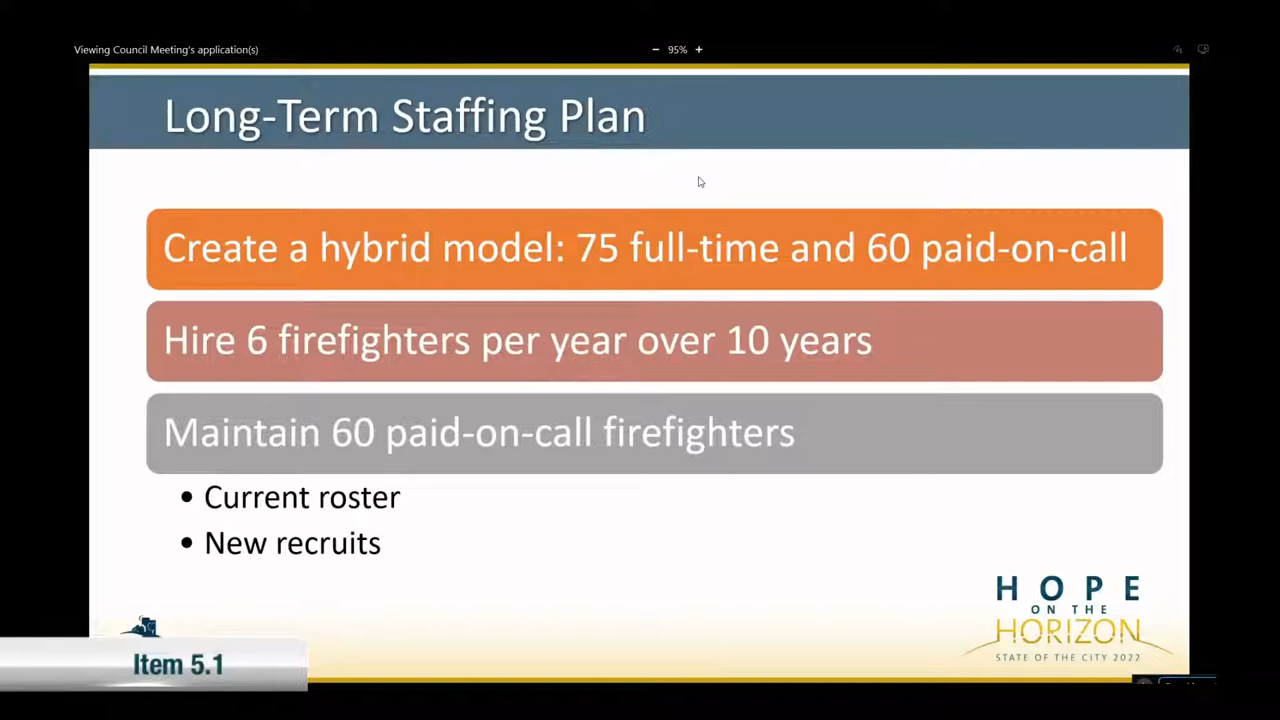 Viewing Council Meeting's application(s)
− 95% +
Long-Term Staffing Plan
Create a hybrid model: 75 full-time and 60 paid-on-call
Hire 6 firefighters per year over 10 years
Maintain 60 paid-on-call firefighters
• Current roster
• New recruits
HOPE
ON THE
HORIZON
STATE OF THE CITY 2022
Item 5.1